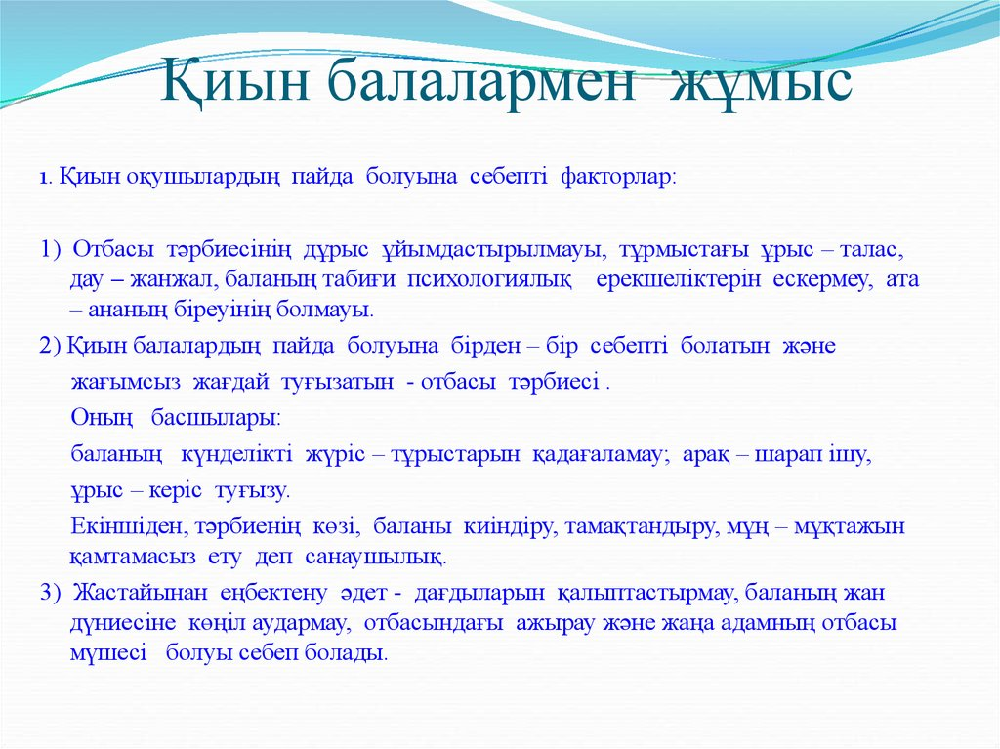 Қиын балалармен жұмыс
1. Қиын оқушылардың пайда болуына себепті факторлар:
1) Отбасы тәрбиесінің дұрыс ұйымдастырылмауы, тұрмыстағы ұрыс – талас,
дау – жанжал, баланың табиғи психологиялық ерекшеліктерін ескермеу, ата
– ананың біреуінің болмауы.
2) Қиын балалардың пайда болуына бірден – бір себепті болатын және
жағымсыз жағдай туғызатын - отбасы тәрбиесі .
Оның басшылары:
баланың күнделікті жүріс – тұрыстарын қадағаламау; арақ – шарап ішу,
ұрыс – керіс туғызу.
Екіншіден, тәрбиенің көзі, баланы киіндіру, тамақтандыру, мұң – мұқтажын
қамтамасыз ету деп санаушылық.
3) Жастайынан еңбектену әдет - дағдыларын қалыптастырмау, баланың жан
дүниесіне көңіл аудармау, отбасындағы ажырау және жаңа адамның отбасы
мүшесі болуы себеп болады.